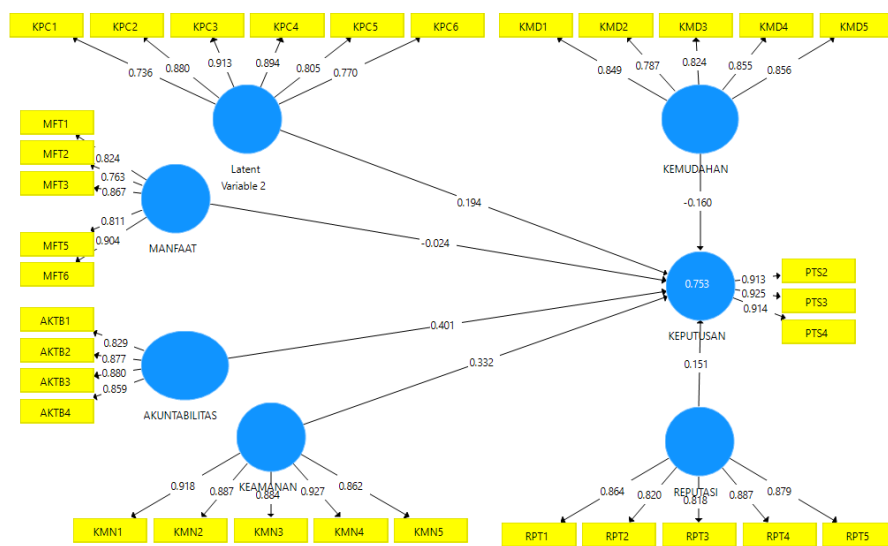 KPC1
KPC2
KPC3
KPC4
KPC5
KPC6
KMD1
KMD2
KMD3
KMD4
KMD5
0.736
0.880
0.913
0.894
0.805
0.770
0.849
0.787
0.824
0.855
0.856
Latent
Variable 2
KEMUDAHAN
MFT1
MFT2
MFT3
MFT5
MFT6
0.824
0.763
0.867
0.811
0.904
MANFAAT
0.194
-0.160
-0.024
0.753
KEPUTUSAN
0.913
0.925
0.914
PTS2
PTS3
PTS4
AKTB1
AKTB2
AKTB3
AKTB4
0.829
0.877
0.880
0.859
AKUNTABILITAS
0.401
0.332
0.151
KEAMANAN
0.918
0.887
0.884
0.927
0.862
KMN1
KMN2
KMN3
KMN4
KMN5
REPUTASI
0.864
0.820
0.818
0.887
0.879
RPT1
RPT2
RPT3
RPT4
RPT5